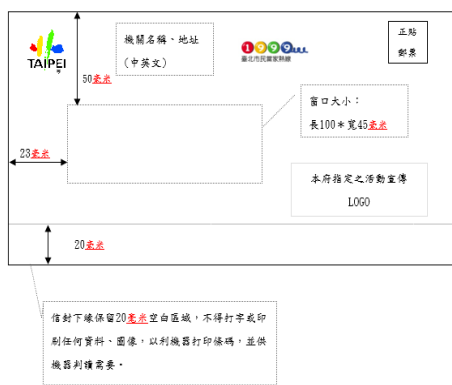 TAIPEI
機關名稱、地址
(中英文)
1999
臺北市民當家熱線
正貼
郵票
50毫米
窗口大小：
長100*寬45毫米
23毫米
本府指定之活動宣傳
LOGO
20毫米
信封下緣保留20毫米空白區域，不得打字或印
刷任何資料、圖像，以利機器打印條碼，並供
機器判讀需要。